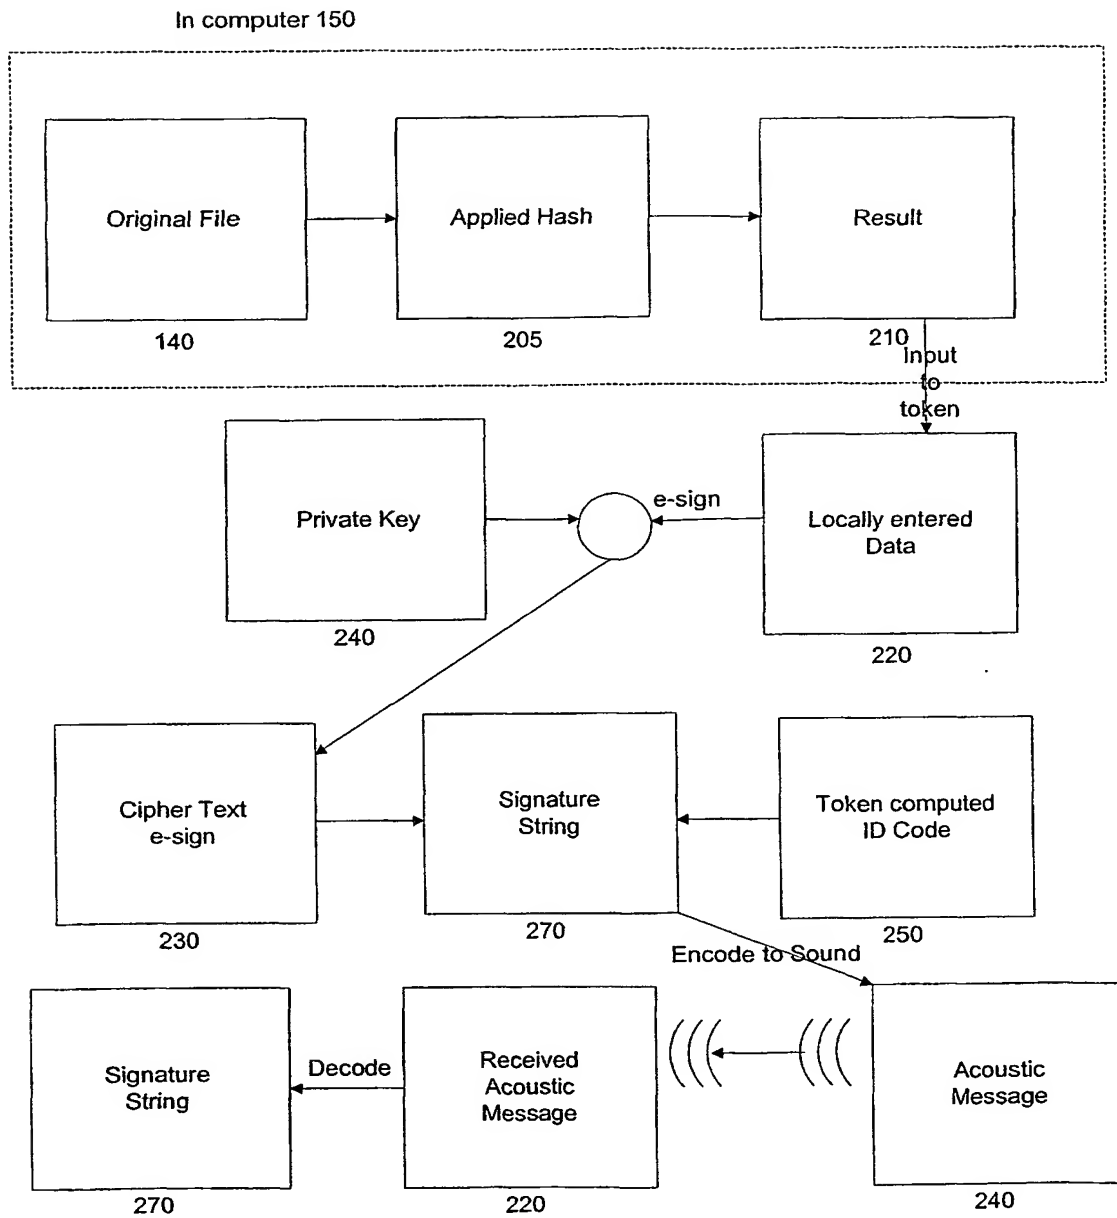 In computer 150
Original File
140
Applied Hash
205
Result
210
Input
to
token
Private Key
240
e-sign
Locally entered
Data
220
Cipher Text
e-sign
230
Signature
String
270
Token computed
ID Code
250
Encode to Sound
Signature
String
270
Decode
Received
Acoustic
Message
220
Acoustic
Message
240